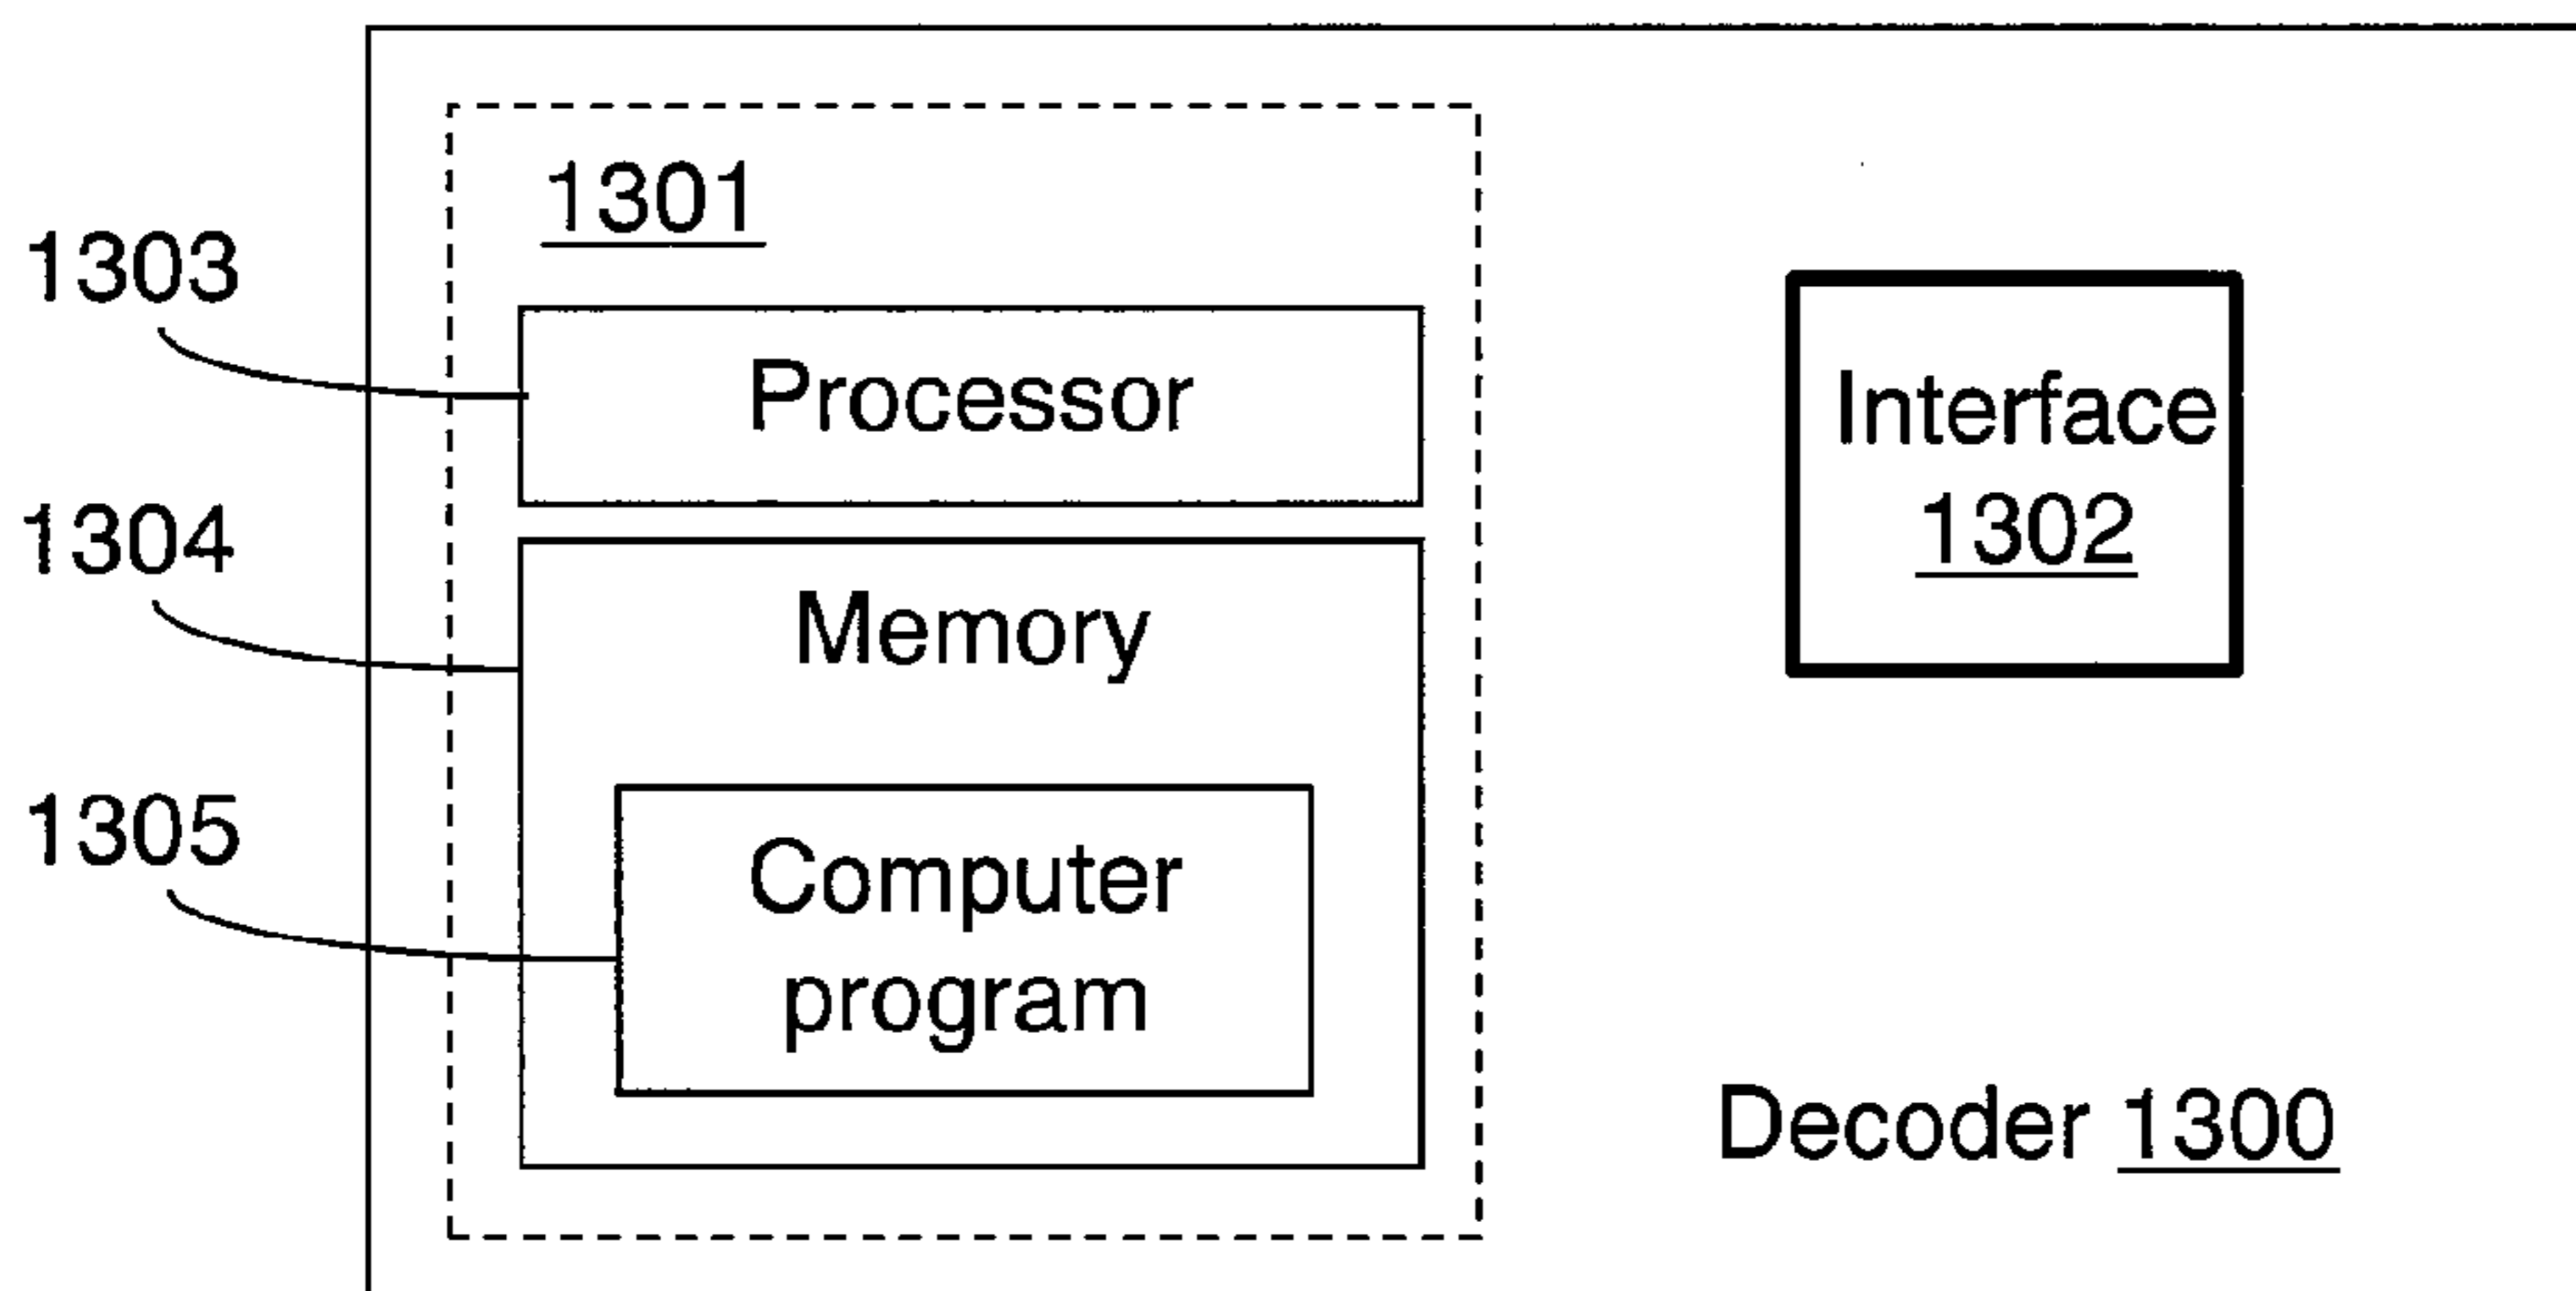 1301
1303
Processor
Interface
1302
1304
Memory
1305
Computer
program
Decoder 1300